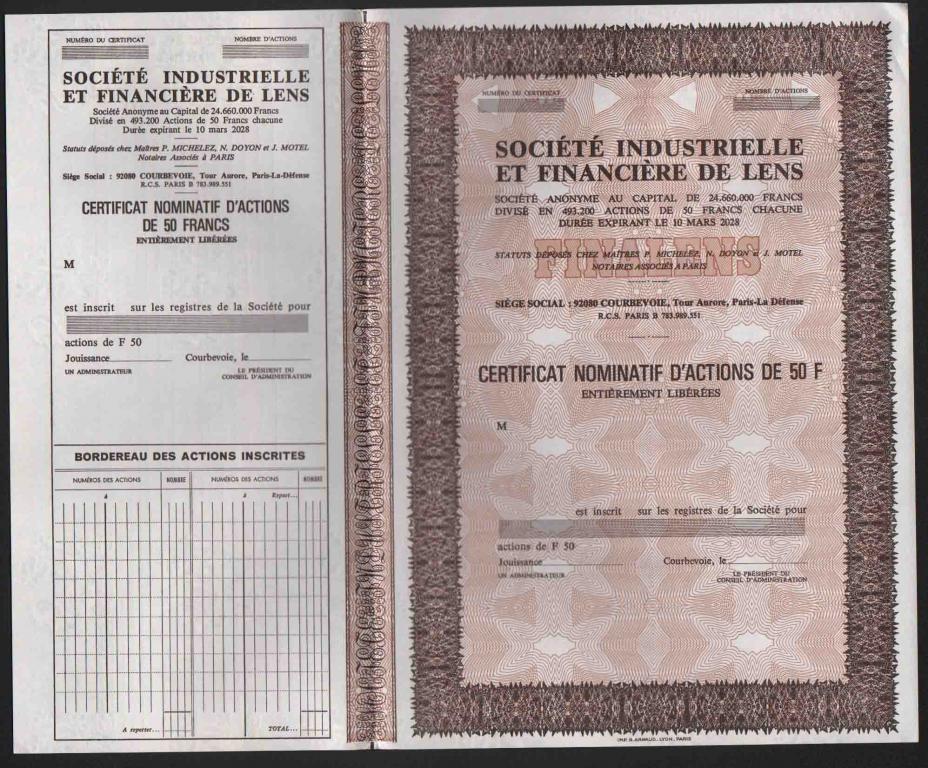 NUMÉRO DU CERTIFICAT
NOMBRE D'ACTIONS
SOCIÉTÉ INDUSTRIELLE
ET FINANCIÈRE DE LENS
Société Anonyme au Capital de 24.660.000 Francs
Divisé en 493.200 Actions de 50 Francs chacune
Durée expirant le 10 mars 2028
Statuts déposés chez Maîtres P. MICHELEZ, N. DOYON et J. MOTEL
Notaires Associés à PARIS
Siège Social : 92080 COURBEVOIE, Tour Aurore, Paris-La-Défense
R.C.S. PARIS B 783.989.551
CERTIFICAT NOMINATIF D'ACTIONS
DE 50 FRANCS
ENTIÈREMENT LIBÉRÉES
M
est inscrit sur les registres de la Société pour
actions de F 50
Jouissance
Courbevoie, le
UN ADMINISTRATEUR
LE PRÉSIDENT DU
CONSEIL D'ADMINISTRATION
BORDEREAU DES ACTIONS INSCRITES
NUMÉROS DES ACTIONS NOMBRE NUMÉROS DES ACTIONS NOMBRE
à à Report...
A reporter... TOTAL...
NUMÉRO DU CERTIFICAT
NOMBRE D'ACTIONS
SOCIÉTÉ INDUSTRIELLE
ET FINANCIÈRE DE LENS
SOCIÉTÉ ANONYME AU CAPITAL DE 24.660.000 FRANCS
DIVISÉ EN 493.200 ACTIONS DE 50 FRANCS CHACUNE
DURÉE EXPIRANT LE 10 MARS 2028
FINALENS
STATUTS DÉPOSÉS CHEZ MAÎTRES P. MICHELEZ, N. DOYON et J. MOTEL
NOTAIRES ASSOCIÉS A PARIS
SIÈGE SOCIAL : 92080 COURBEVOIE, Tour Aurore, Paris-La Défense
R.C.S. PARIS B 783.989.551
CERTIFICAT NOMINATIF D'ACTIONS DE 50 F
ENTIÈREMENT LIBÉRÉES
M
est inscrit sur les registres de la Société pour
actions de F 50
Jouissance
Courbevoie, le
UN ADMINISTRATEUR
LE PRÉSIDENT DU
CONSEIL D'ADMINISTRATION
IMP. B. ARNAUD. LYON. PARIS